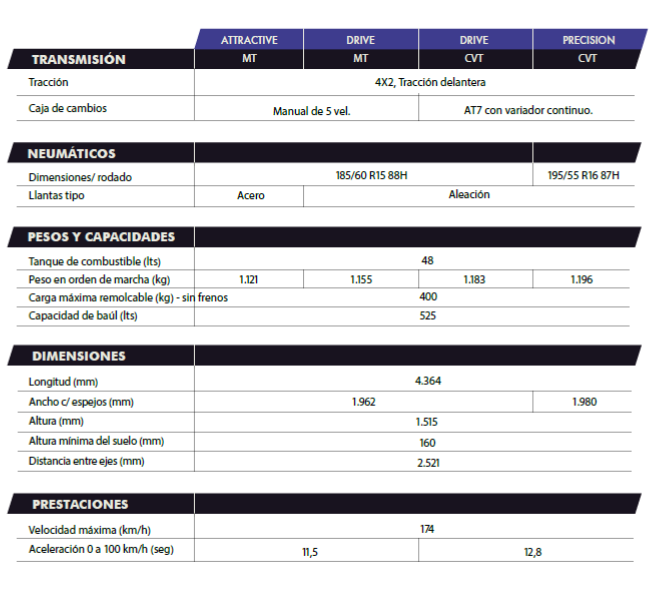 ATTRACTIVE DRIVE DRIVE PRECISION
TRANSMISIÓN MT MT CVT CVT
Tracción 4X2, Tracción delantera
Caja de cambios Manual de 5 vel. AT7 con variador continuo.
NEUMÁTICOS
Dimensiones/ rodado 185/60 R15 88H 195/55 R16 87H
Llantas tipo Acero Aleación
PESOS Y CAPACIDADES
Tanque de combustible (lts) 48
Peso en orden de marcha (kg) 1.121 1.155 1.183 1.196
Carga máxima remolcable (kg) - sin frenos 400
Capacidad de baúl (lts) 525
DIMENSIONES
Longitud (mm) 4.364
Ancho c/ espejos (mm) 1.962 1.980
Altura (mm) 1.515
Altura mínima del suelo (mm) 160
Distancia entre ejes (mm) 2.521
PRESTACIONES
Velocidad máxima (km/h) 174
Aceleración 0 a 100 km/h (seg) 11,5 12,8